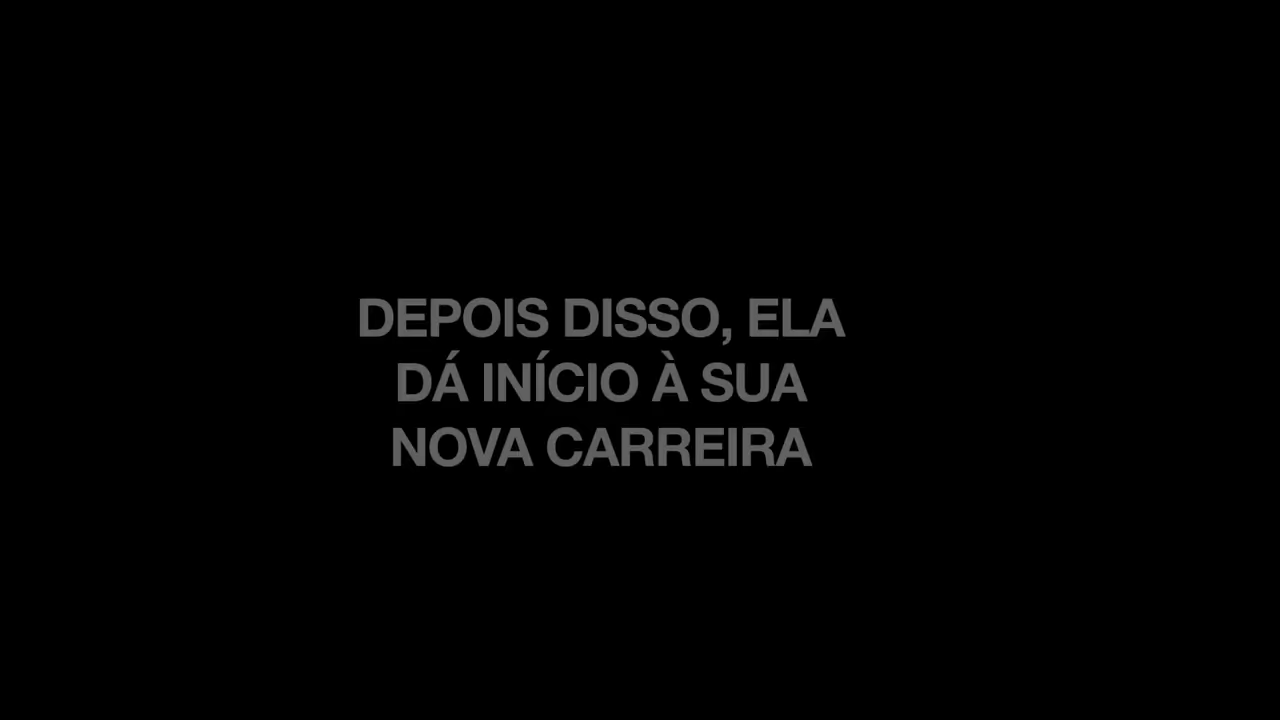 DEPOIS DISSO, ELA
DÁ INÍCIO À SUA
NOVA CARREIRA